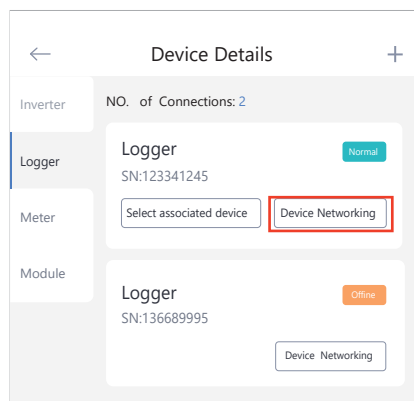 Device Details
Inverter
NO. of Connections: 2
Logger
Logger
Normal
SN:123341245
Select associated device
Device Networking
Meter
Module
Logger
Offine
SN:136689995
Device Networking